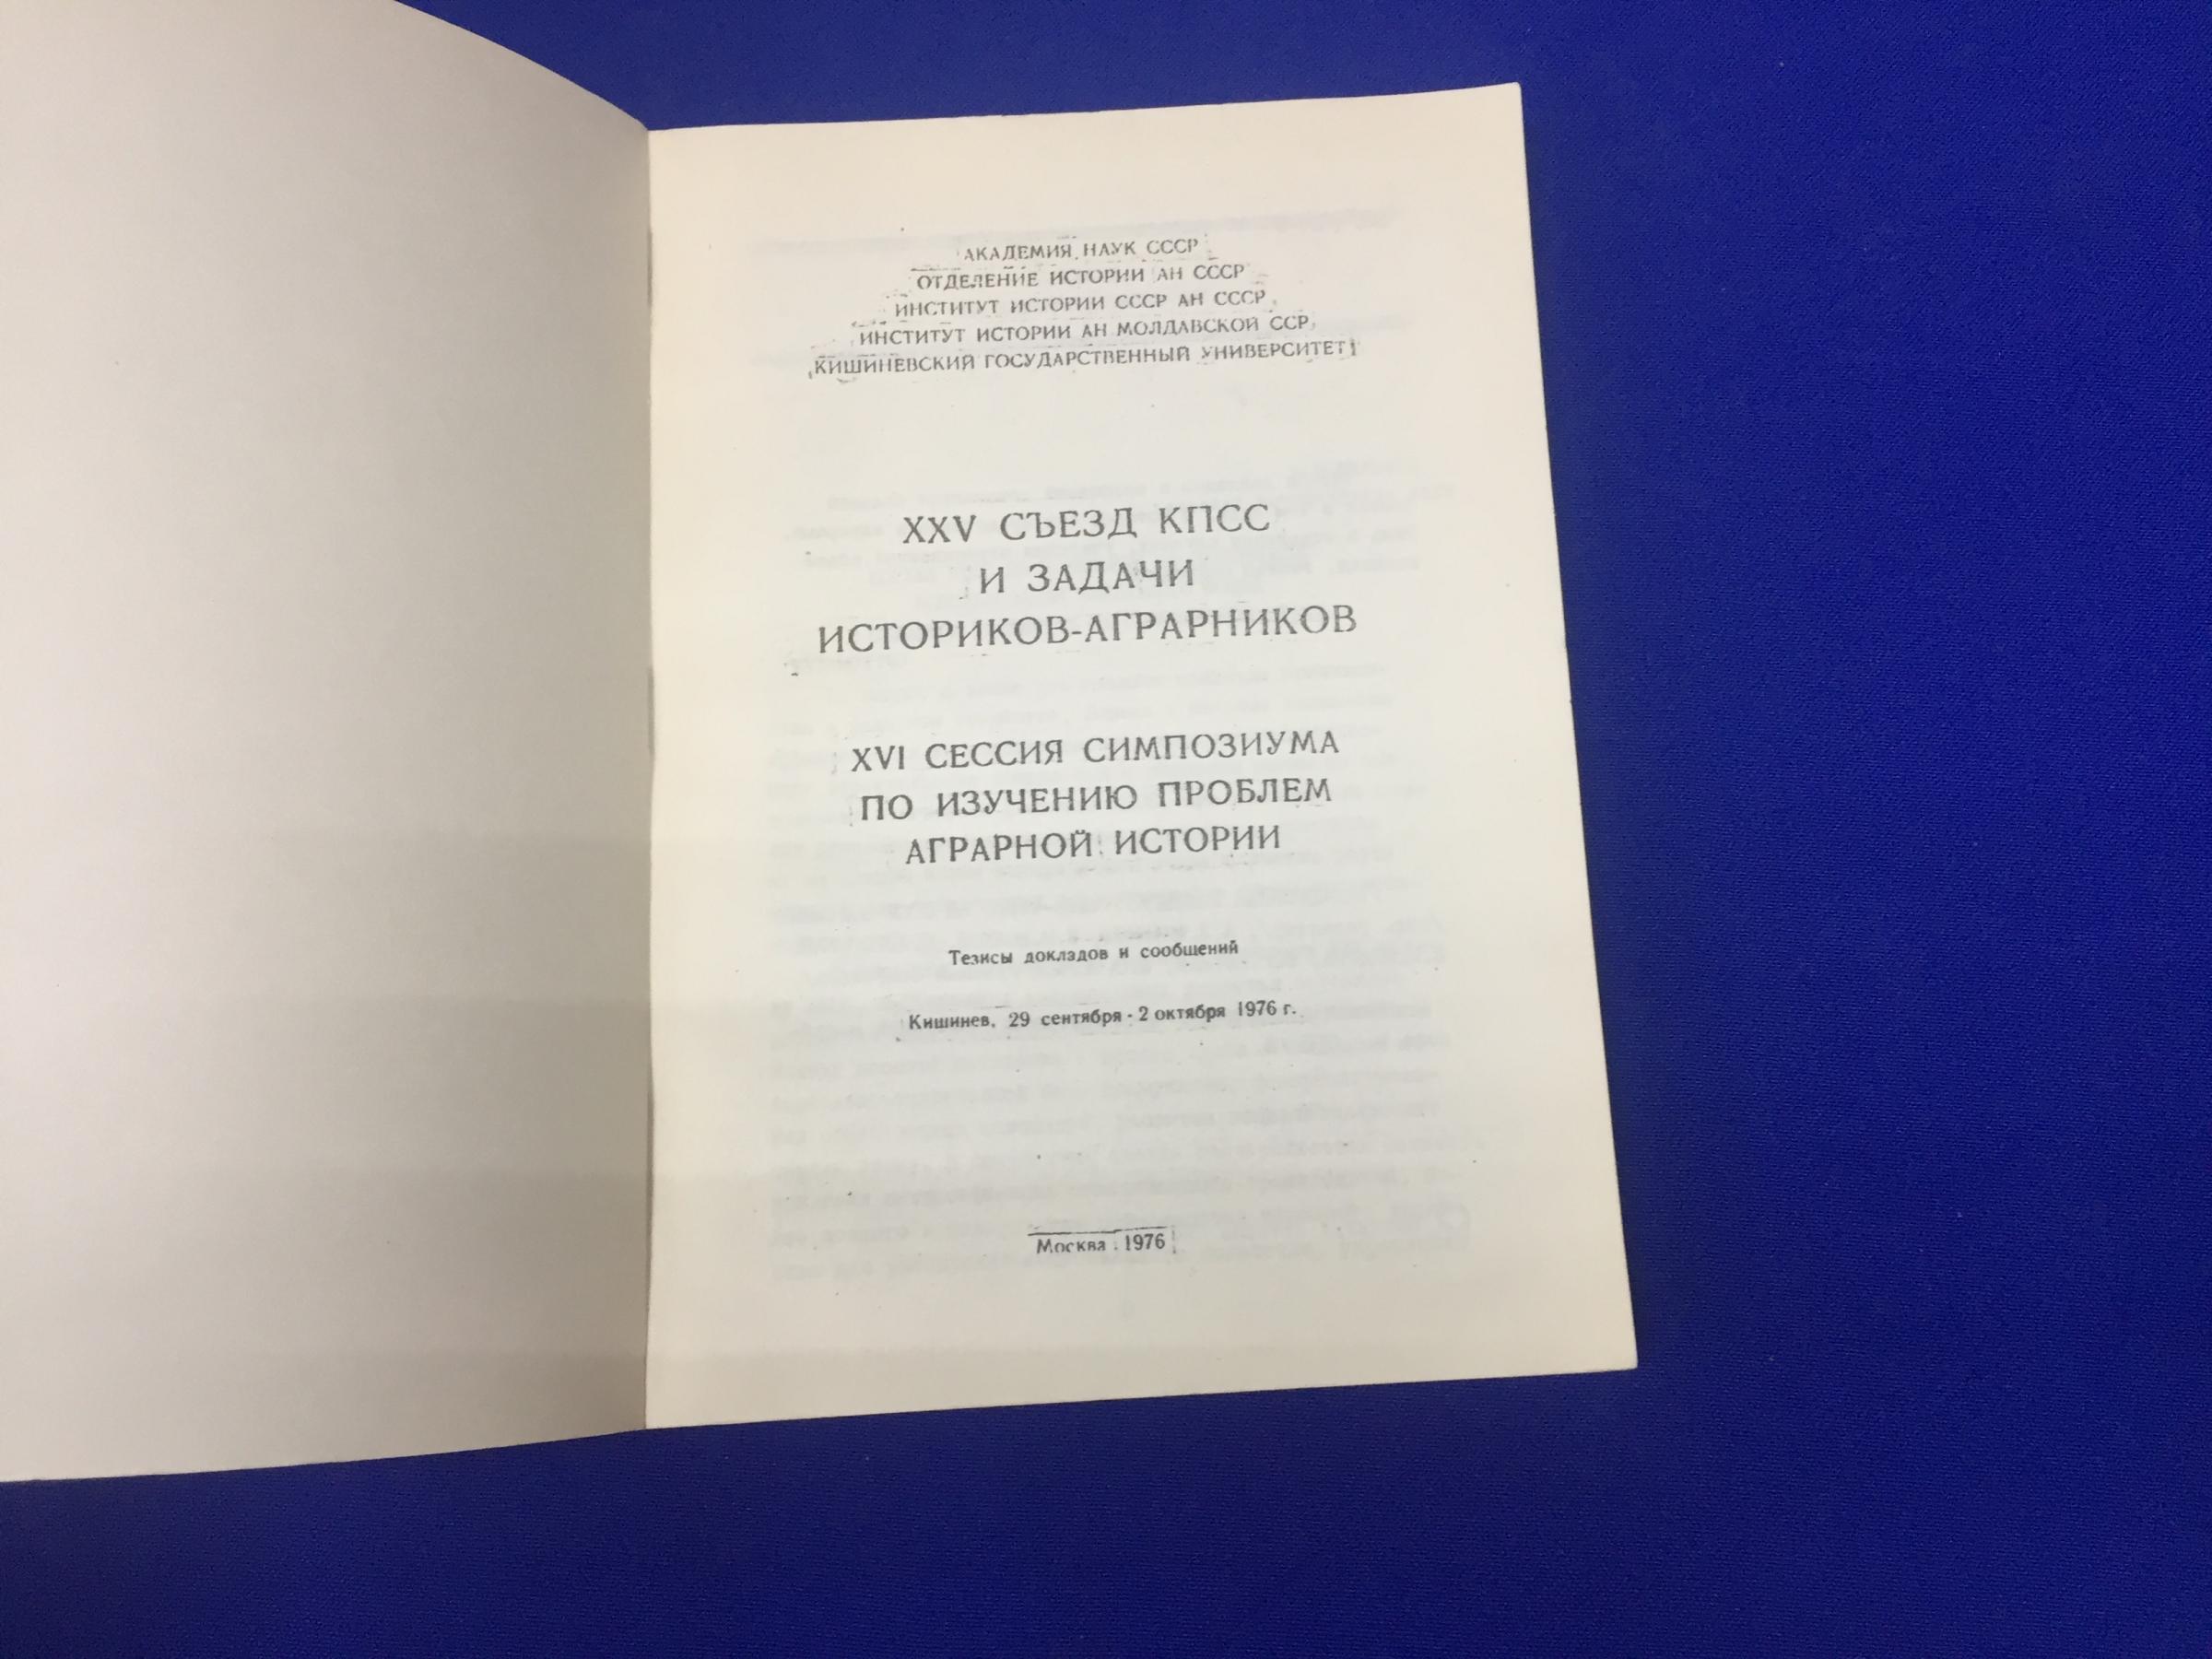 АКАДЕМИЯ НАУК СССР
ОТДЕЛЕНИЕ ИСТОРИИ АН СССР
ИНСТИТУТ ИСТОРИИ СССР АН СССР
ИНСТИТУТ ИСТОРИИ АН МОЛДАВСКОЙ ССР
КИШИНЕВСКИЙ ГОСУДАРСТВЕННЫЙ УНИВЕРСИТЕТ
XXV СЪЕЗД КПСС
И ЗАДАЧИ
ИСТОРИКОВ-АГРАРНИКОВ
XVI СЕССИЯ СИМПОЗИУМА
ПО ИЗУЧЕНИЮ ПРОБЛЕМ
АГРАРНОЙ ИСТОРИИ
Тезисы докладов и сообщений
Кишинев, 29 сентября - 2 октября 1976 г.
Москва 1976